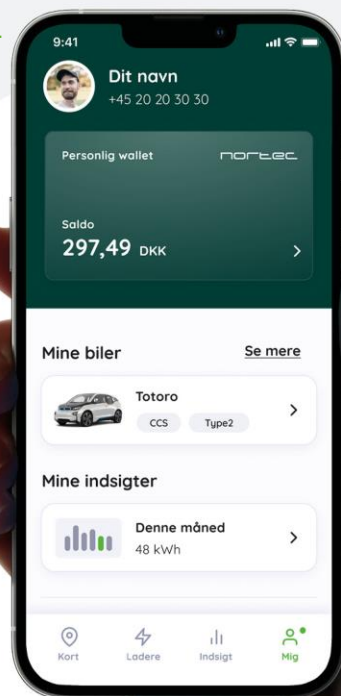 9:41
Dit navn
+45 20 20 30 30
Personlig wallet
nortec
Saldo
297,49 DKK
Mine biler
Se mere
Totoro
CCS
Type2
Mine indsigter
Denne måned
48 kWh
Kort
Ladere
Indsigt
Mig